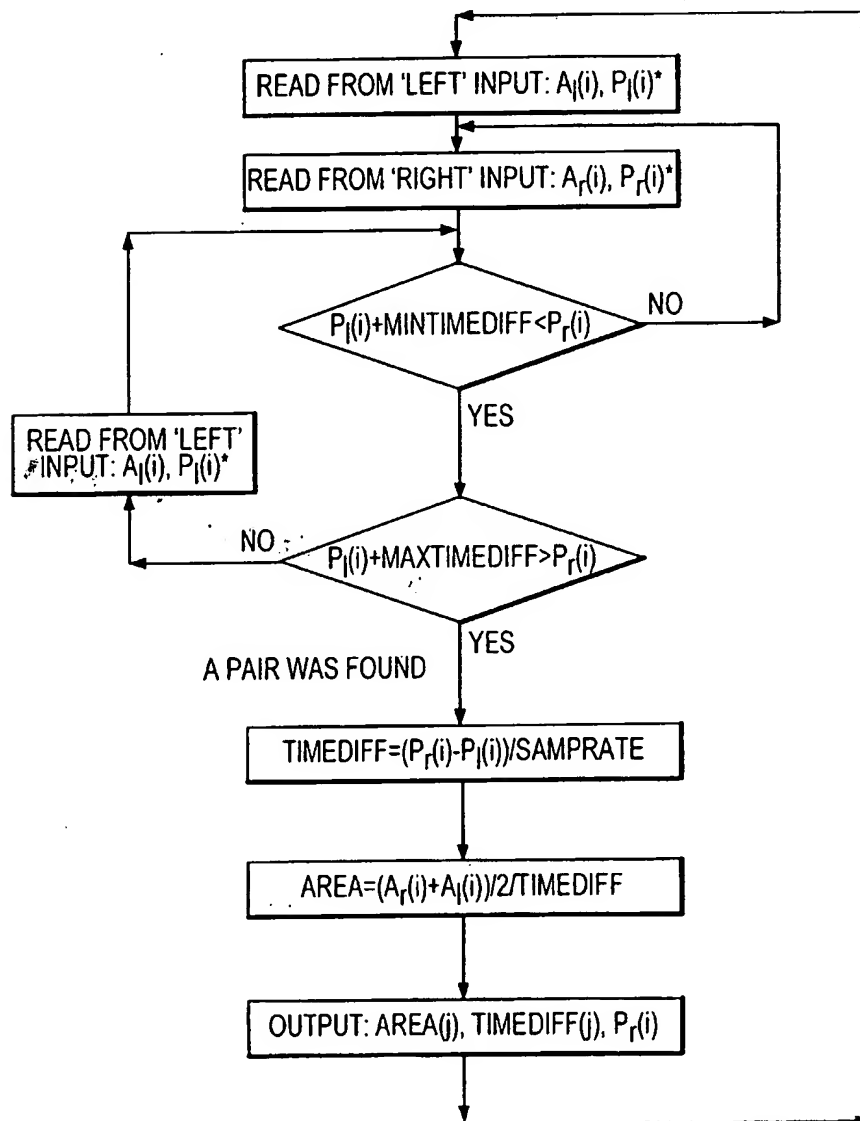 READ FROM 'LEFT' INPUT: Al(i), Pl(i)*
READ FROM 'RIGHT' INPUT: Ar(i), Pr(i)*
Pl(i)+MINTIMEDIFF<Pr(i)
NO
YES
READ FROM 'LEFT'
INPUT: Al(i), Pl(i)*
NO
Pl(i)+MAXTIMEDIFF>Pr(i)
YES
A PAIR WAS FOUND
TIMEDIFF=(Pr(i)-Pl(i))/SAMPRATE
AREA=(Ar(i)+Al(i))/2/TIMEDIFF
OUTPUT: AREA(j), TIMEDIFF(j), Pr(i)